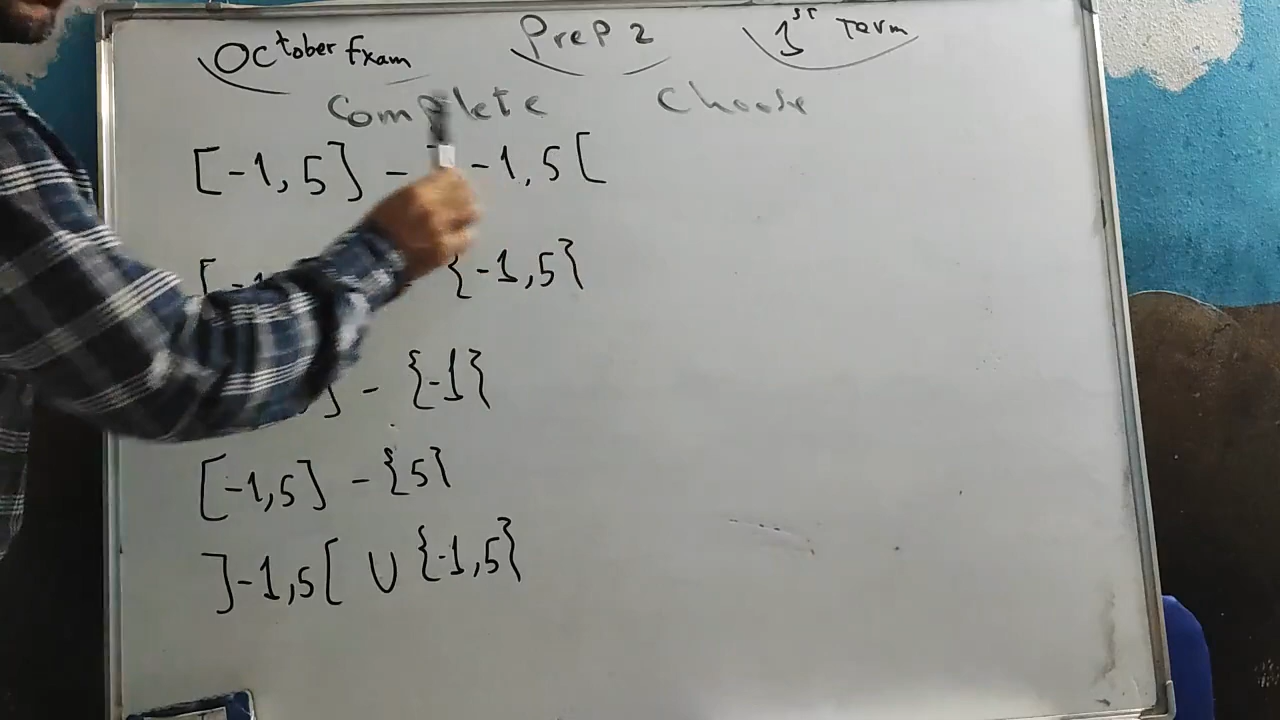 October Exam Prep 2 1st Term
Complete Choose
[-1,5] - -1,5[
[-1 {-1,5}
] - {-1}
[-1,5] - {5}
]-1,5[ ∪ {-1,5}